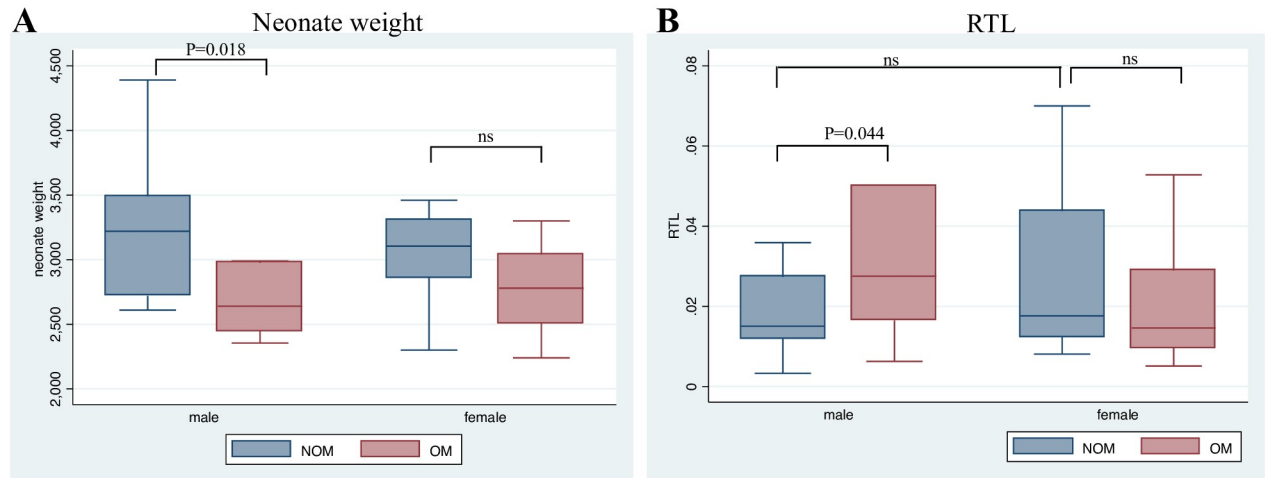 A
Neonate weight
P=0.018
ns
neonate weight
4,500
4,000
3,500
3,000
2,500
2,000
male
female
NOM
OM
B
RTL
ns
ns
P=0.044
RTL
.08
.06
.04
.02
0
male
female
NOM
OM